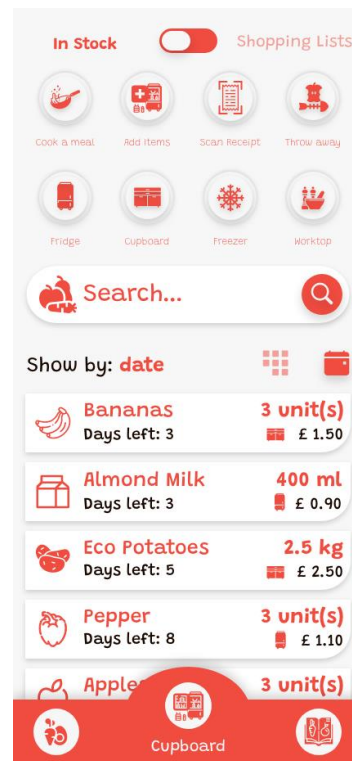 In Stock Shopping Lists
Cook a meal Add Items Scan Receipt Throw away
Fridge Cupboard Freezer Worktop
Search...
Show by: date
Bananas 3 unit(s)
Days left: 3 £ 1.50
Almond Milk 400 ml
Days left: 3 £ 0.90
Eco Potatoes 2.5 kg
Days left: 5 £ 2.50
Pepper 3 unit(s)
Days left: 8 £ 1.10
Apple 3 unit(s)
Cupboard